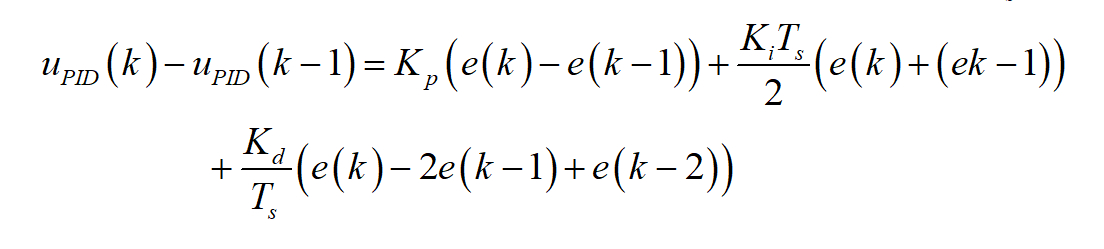 u_{PID}(k) − u_{PID}(k − 1) = K_p(e(k) − e(k − 1)) + \frac{K_i T_s}{2}(e(k) + (ek − 1))
+ \frac{K_d}{T_s}(e(k) − 2e(k − 1) + e(k − 2))